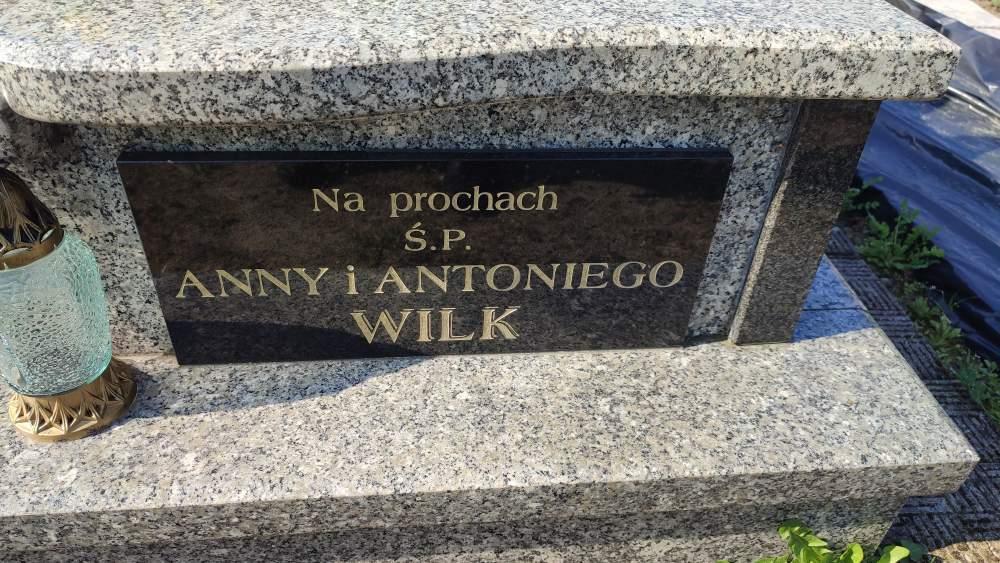 Na prochach
Ś.P.
ANNY i ANTONIEGO
WILK